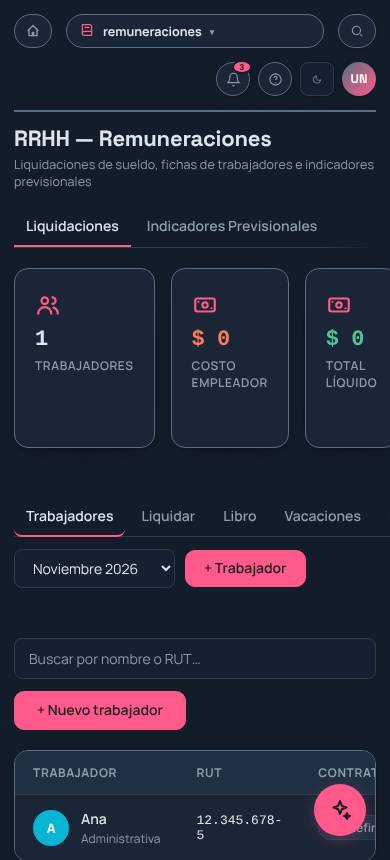 remuneraciones ▾
3
UN
RRHH — Remuneraciones
Liquidaciones de sueldo, fichas de trabajadores e indicadores
previsionales
Liquidaciones Indicadores Previsionales
1 $ 0 $ 0
TRABAJADORES COSTO TOTAL
EMPLEADOR LÍQUIDO
Trabajadores Liquidar Libro Vacaciones
Noviembre 2026 + Trabajador
Buscar por nombre o RUT...
+ Nuevo trabajador
TRABAJADOR RUT CONTRAT
A Ana 12.345.678-
Administrativa 5